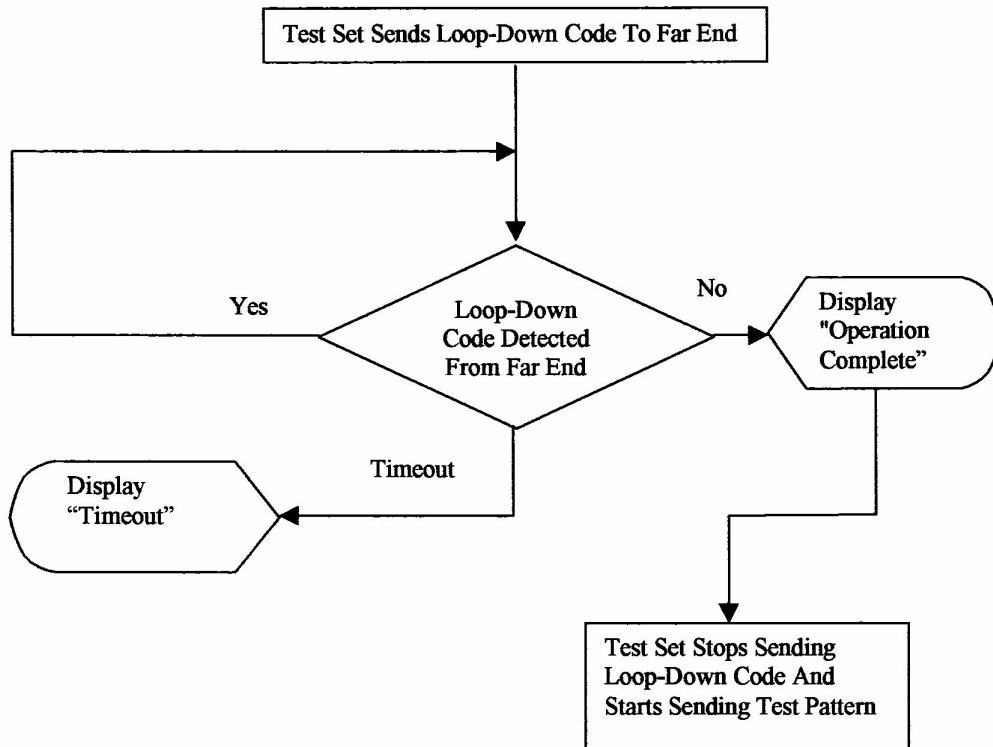 Test Set Sends Loop-Down Code To Far End
Yes
Loop-Down
Code Detected
From Far End
No
Display
"Operation
Complete”
Timeout
Display
“Timeout”
Test Set Stops Sending
Loop-Down Code And
Starts Sending Test Pattern